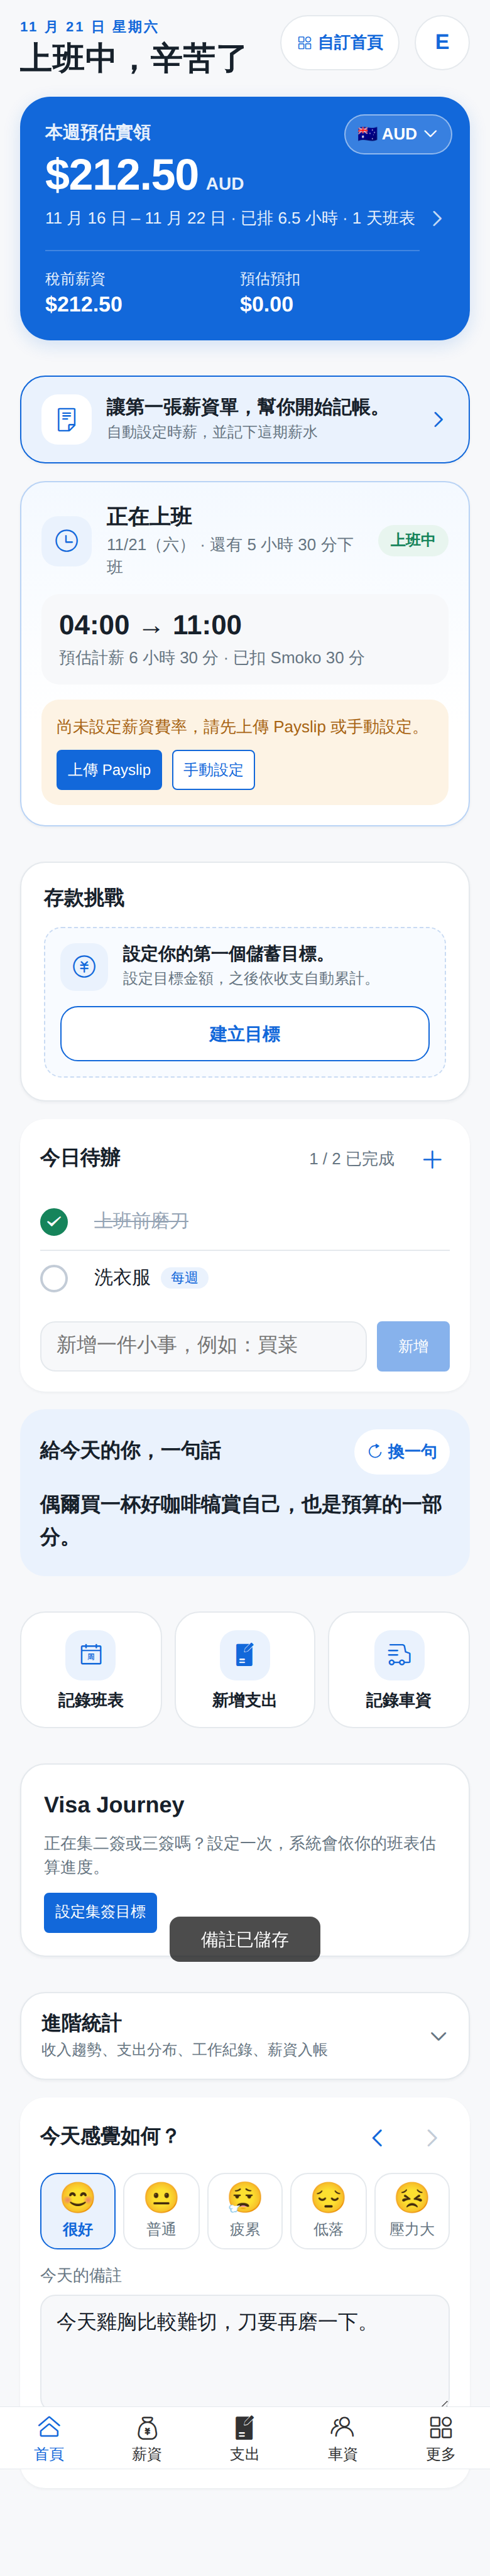 11 月 21 日 星期六
上班中，辛苦了
自訂首頁
E
本週預估實領
🇦🇺 AUD
$212.50 AUD
11 月 16 日 – 11 月 22 日 · 已排 6.5 小時 · 1 天班表
稅前薪資
預估預扣
$212.50
$0.00
讓第一張薪資單，幫你開始記帳。
自動設定時薪，並記下這期薪水
正在上班
11/21（六） · 還有 5 小時 30 分下
班
上班中
04:00 → 11:00
預估計薪 6 小時 30 分 · 已扣 Smoko 30 分
尚未設定薪資費率，請先上傳 Payslip 或手動設定。
上傳 Payslip
手動設定
存款挑戰
¥
設定你的第一個儲蓄目標。
設定目標金額，之後依收支自動累計。
建立目標
今日待辦
1 / 2 已完成
上班前磨刀
洗衣服
每週
新增一件小事，例如：買菜
新增
給今天的你，一句話
換一句
偶爾買一杯好咖啡犒賞自己，也是預算的一部
分。
周
記錄班表
新增支出
記錄車資
Visa Journey
正在集二簽或三簽嗎？設定一次，系統會依你的班表估
算進度。
設定集簽目標
備註已儲存
進階統計
收入趨勢、支出分布、工作紀錄、薪資入帳
今天感覺如何？
😊
😐
😮‍💨
😔
😣
很好
普通
疲累
低落
壓力大
今天的備註
今天雞胸比較難切，刀要再磨一下。
¥
首頁
薪資
支出
車資
更多